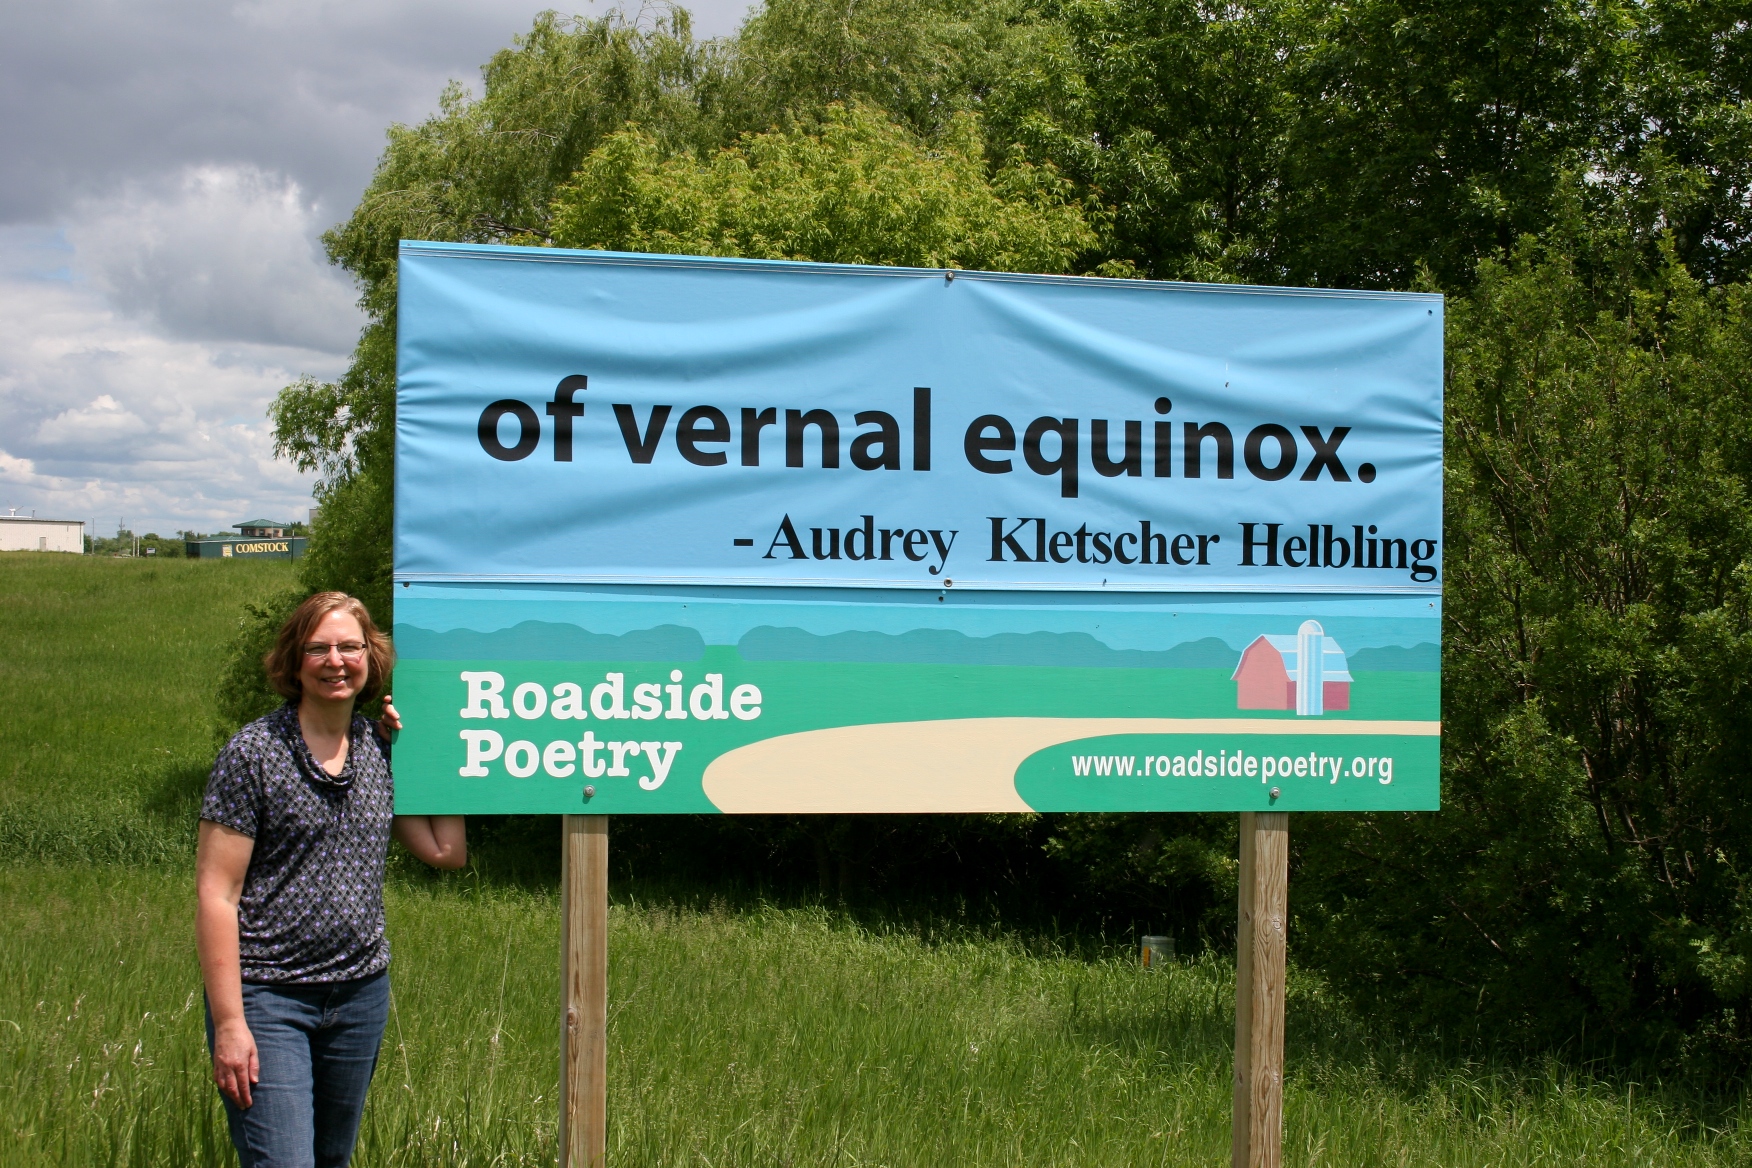 of vernal equinox.
- Audrey Kletscher Helbling
COMSTOCK
Roadside
Poetry
www.roadsidepoetry.org